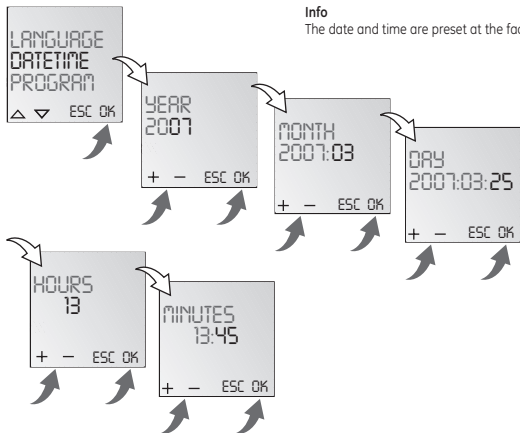 Info
The date and time are preset at the
LANGUAGE
DATETIME
PROGRAM
ESC OK
YEAR
2007
+ − ESC OK
MONTH
2007:03
+ − ESC OK
DAY
2007:03:25
+ − ESC OK
HOURS
13
+ − ESC OK
MINUTES
13:45
+ − ESC OK